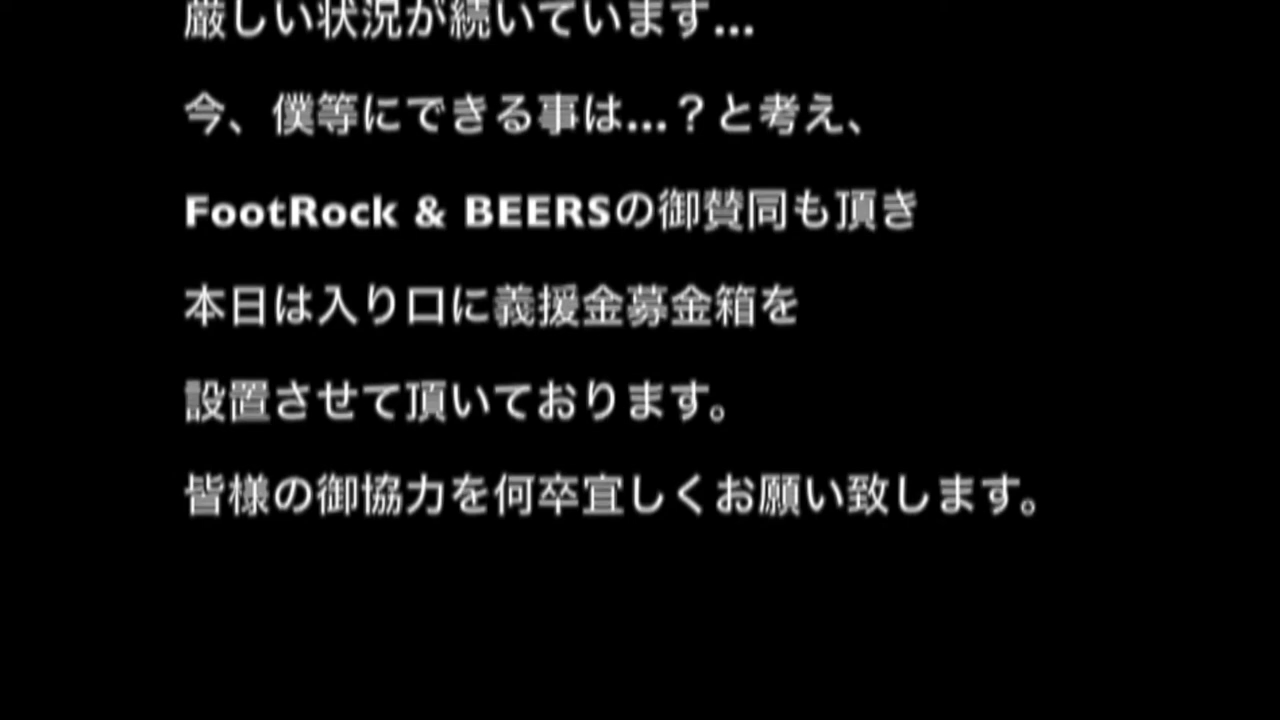 厳しい状況が続いています…
今、僕等にできる事は…？と考え、
FootRock & BEERSの御賛同も頂き
本日は入り口に義援金募金箱を
設置させて頂いております。
皆様の御協力を何卒宜しくお願い致します。